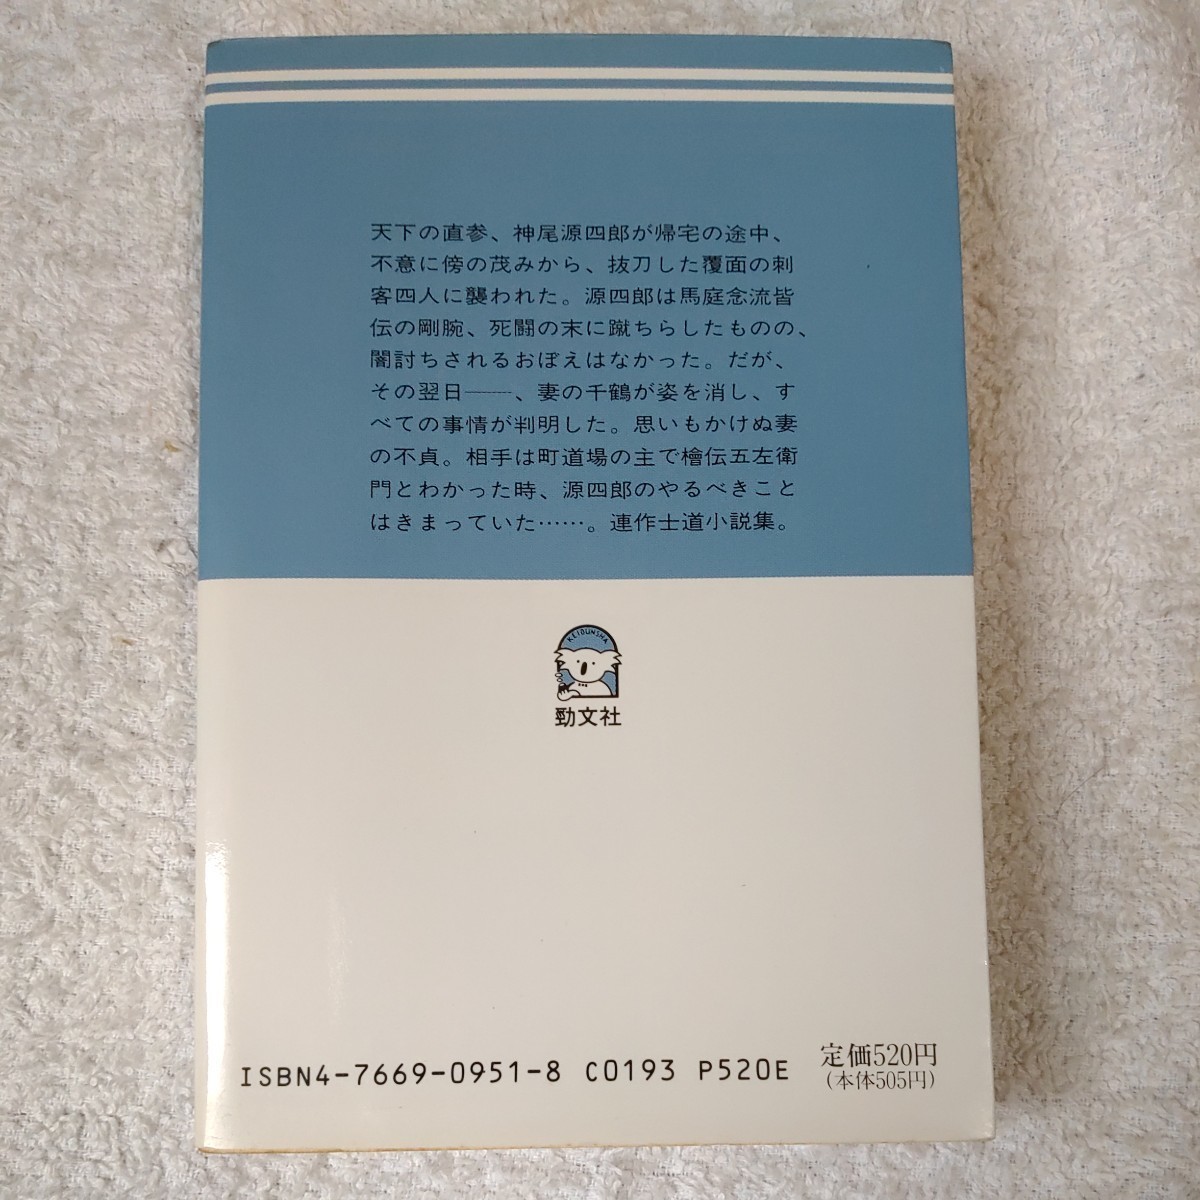 天下の直参、神尾源四郎が帰宅の途中、
不意に傍の茂みから、抜刀した覆面の刺
客四人に襲われた。源四郎は馬庭念流皆
伝の剛腕、死闘の末に蹴ちらしたものの、
闇討ちされるおぼえはなかった。だが、
その翌日――、妻の千鶴が姿を消し、す
べての事情が判明した。思いもかけぬ妻
の不貞。相手は町道場の主で檜伝五左衛
門とわかった時、源四郎のやるべきこと
はきまっていた……。連作士道小説集。
KEIBUNSHA
勁文社
ISBN4-7669-0951-8 C0193 P520E
定価520円
(本体505円)